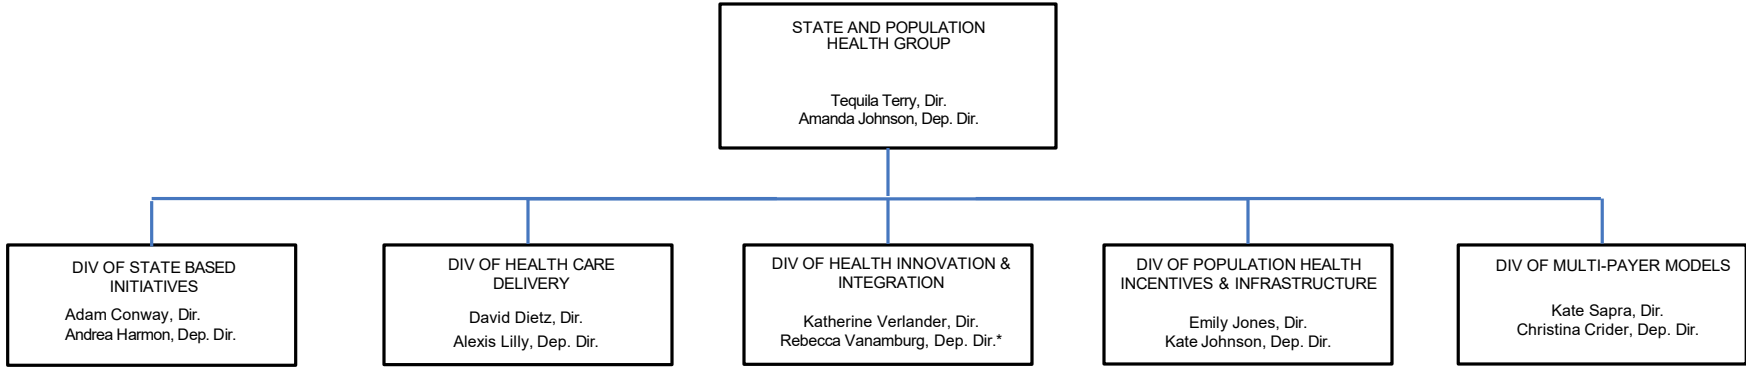 STATE AND POPULATION
HEALTH GROUP
Tequila Terry, Dir.
Amanda Johnson, Dep. Dir.
DIV OF STATE BASED
INITIATIVES
Adam Conway, Dir.
Andrea Harmon, Dep. Dir.
DIV OF HEALTH CARE
DELIVERY
David Dietz, Dir.
Alexis Lilly, Dep. Dir.
DIV OF HEALTH INNOVATION &
INTEGRATION
Katherine Verlander, Dir.
Rebecca Vanamburg, Dep. Dir.*
DIV OF POPULATION HEALTH
INCENTIVES & INFRASTRUCTURE
Emily Jones, Dir.
Kate Johnson, Dep. Dir.
DIV OF MULTI-PAYER MODELS
Kate Sapra, Dir.
Christina Crider, Dep. Dir.